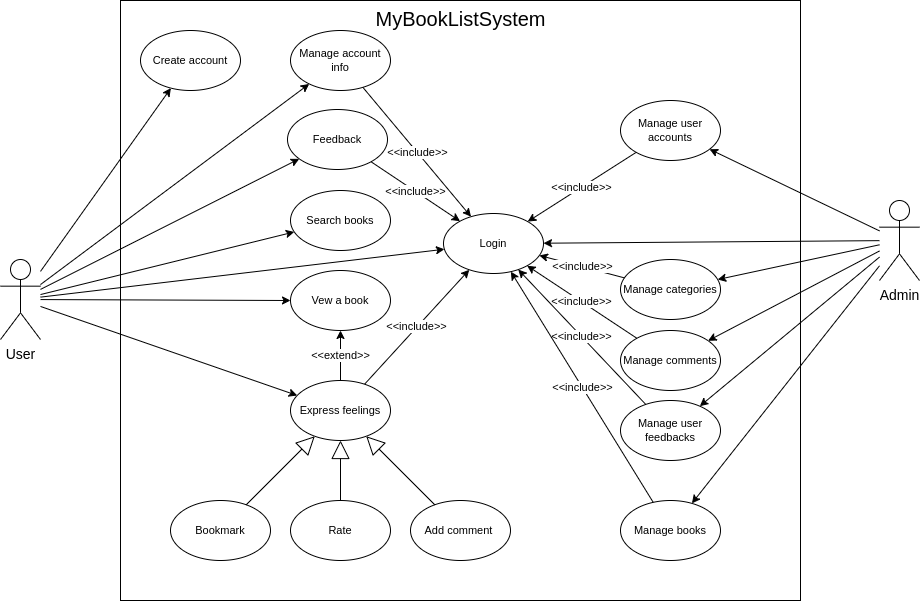 MyBookListSystem
Create account
Manage account
info
Feedback
<<include>>
<<include>>
Search books
Login
Vew a book
<<include>>
<<extend>>
Express feelings
Bookmark
Rate
Add comment
User
Manage user
accounts
<<include>>
<<include>>
Manage categories
<<include>>
Manage comments
<<include>>
Manage user
feedbacks
<<include>>
Manage books
Admin